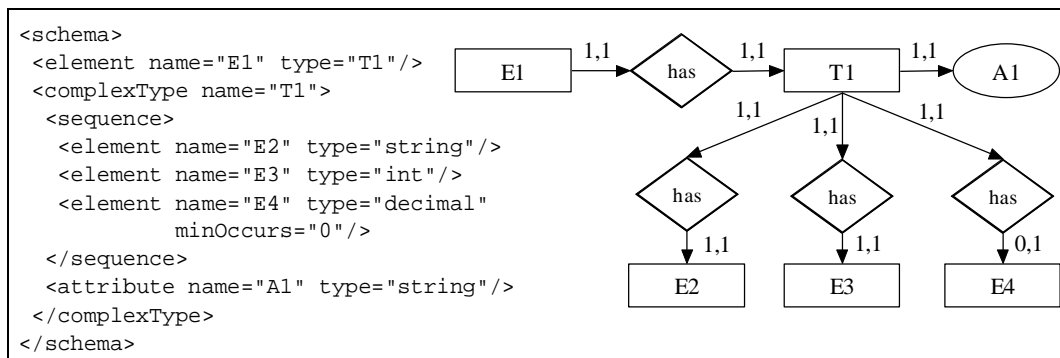 <schema>
<element name="E1" type="T1"/>
<complexType name="T1">
<sequence>
<element name="E2" type="string"/>
<element name="E3" type="int"/>
<element name="E4" type="decimal"
minOccurs="0"/>
</sequence>
<attribute name="A1" type="string"/>
</complexType>
</schema>
E1
1,1
has
1,1
T1
1,1
A1
1,1
1,1
1,1
has
has
has
1,1
1,1
0,1
E2
E3
E4